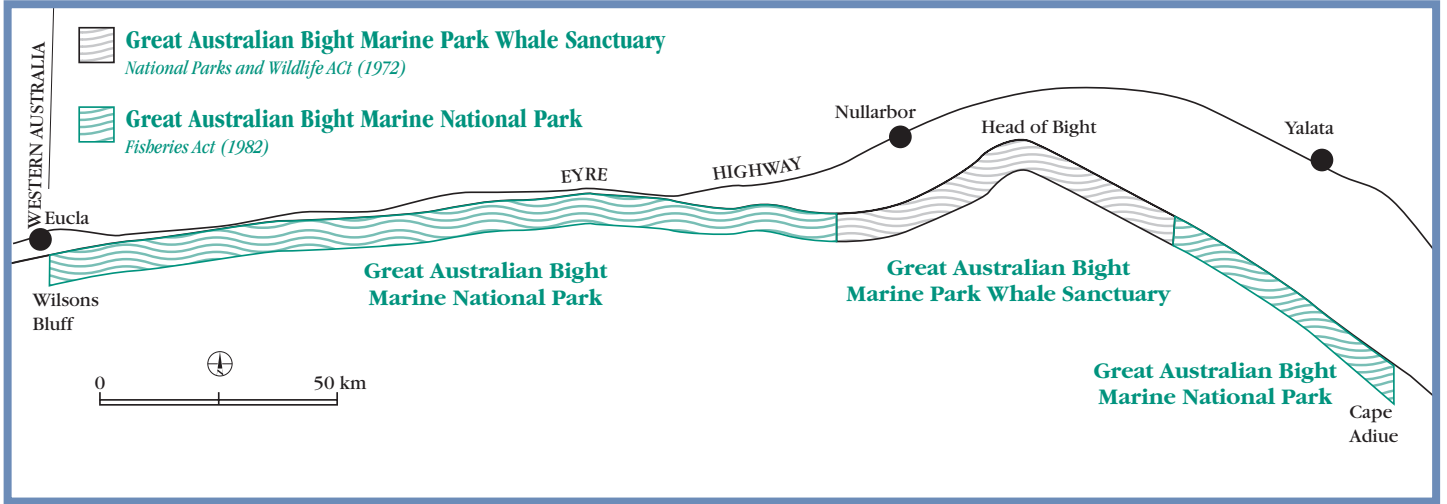 Great Australian Bight Marine Park Whale Sanctuary
National Parks and Wildlife ACt (1972)
Great Australian Bight Marine National Park
Fisheries Act (1982)
WESTERN AUSTRALIA
Nullarbor
Head of Bight
Yalata
EYRE
HIGHWAY
Eucla
Great Australian Bight
Marine National Park
Great Australian Bight
Marine Park Whale Sanctuary
Wilsons
Bluff
S
0
50 km
Great Australian Bight
Marine National Park
Cape
Adiue